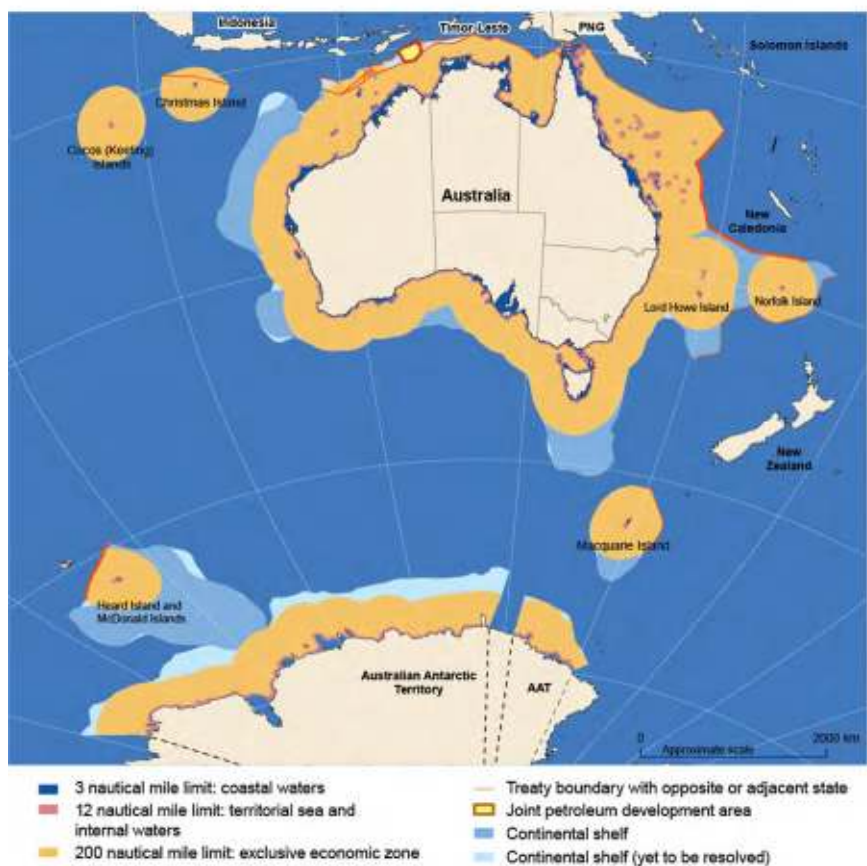 Indonesia
Timor-Leste
PNG
Solomon Islands
Christmas Island
Cocos (Keeling)
Islands
Australia
New
Caledonia
Lord Howe Island
Norfolk Island
New
Zealand
Macquarie Island
Heard Island and
McDonald Islands
Australian Antarctic
Territory
AAT
0
2000 km
Approximate scale
3 nautical mile limit: coastal waters
12 nautical mile limit: territorial sea and
internal waters
200 nautical mile limit: exclusive economic zone
Treaty boundary with opposite or adjacent state
Joint petroleum development area
Continental shelf
Continental shelf (yet to be resolved)